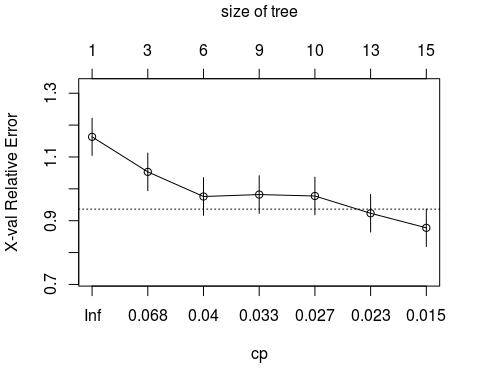 size of tree
1 3 6 9 10 13 15
X-val Relative Error
1.3
1.1
0.9
0.7
Inf 0.068 0.04 0.033 0.027 0.023 0.015
cp